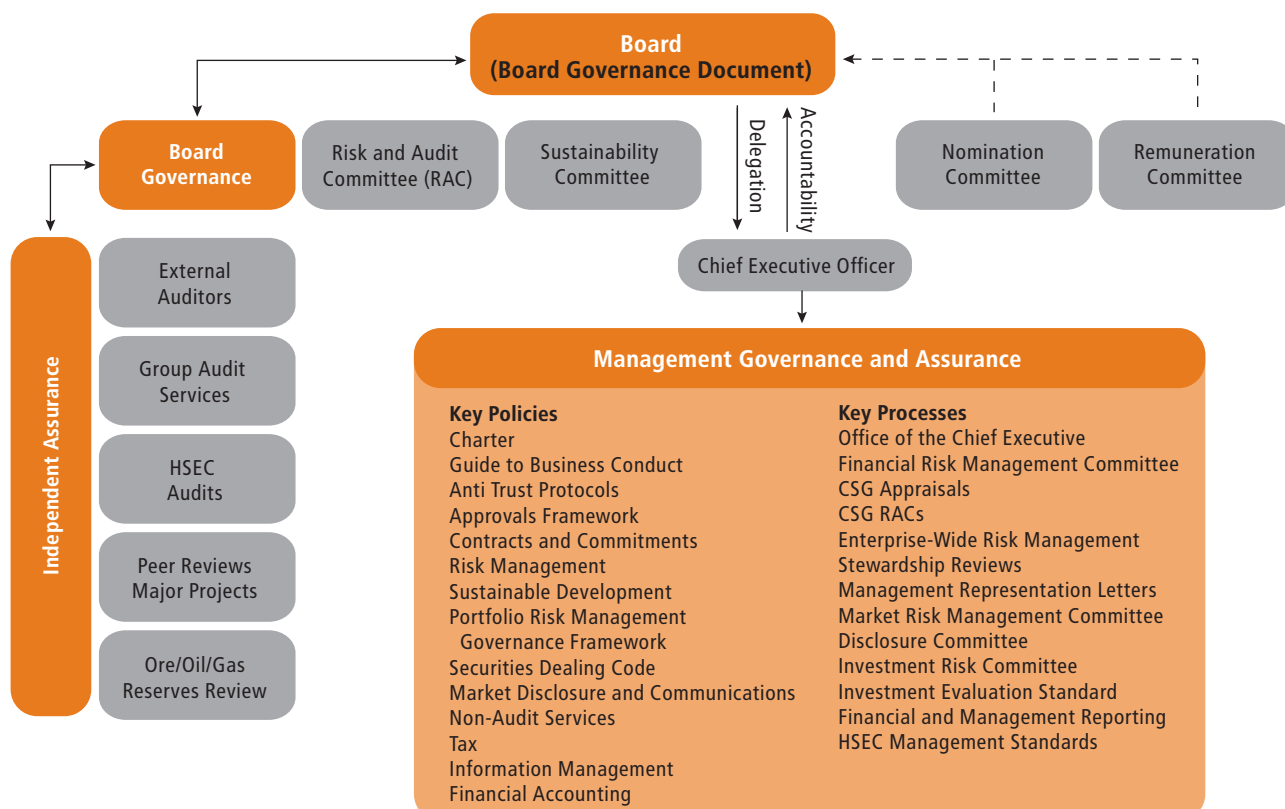 Board
(Board Governance Document)
Delegation
Accountability
Board
Governance
Risk and Audit
Committee (RAC)
Sustainability
Committee
Nomination
Committee
Remuneration
Committee
Chief Executive Officer
Independent Assurance
External
Auditors
Group Audit
Services
HSEC
Audits
Peer Reviews
Major Projects
Ore/Oil/Gas
Reserves Review
Management Governance and Assurance
Key Policies
Charter
Guide to Business Conduct
Anti Trust Protocols
Approvals Framework
Contracts and Commitments
Risk Management
Sustainable Development
Portfolio Risk Management
Governance Framework
Securities Dealing Code
Market Disclosure and Communications
Non-Audit Services
Tax
Information Management
Financial Accounting
Key Processes
Office of the Chief Executive
Financial Risk Management Committee
CSG Appraisals
CSG RACs
Enterprise-Wide Risk Management
Stewardship Reviews
Management Representation Letters
Market Risk Management Committee
Disclosure Committee
Investment Risk Committee
Investment Evaluation Standard
Financial and Management Reporting
HSEC Management Standards